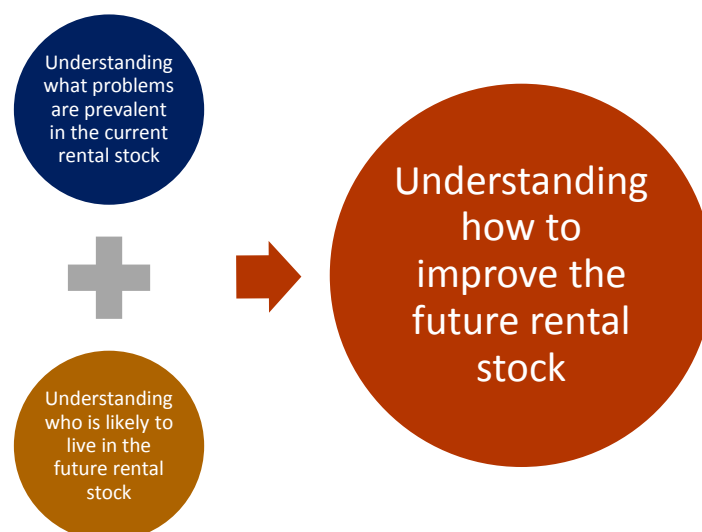 Understanding
what problems
are prevalent
in the current
rental stock
Understanding
who is likely to
live in the
future rental
stock
Understanding
how to
improve the
future rental
stock